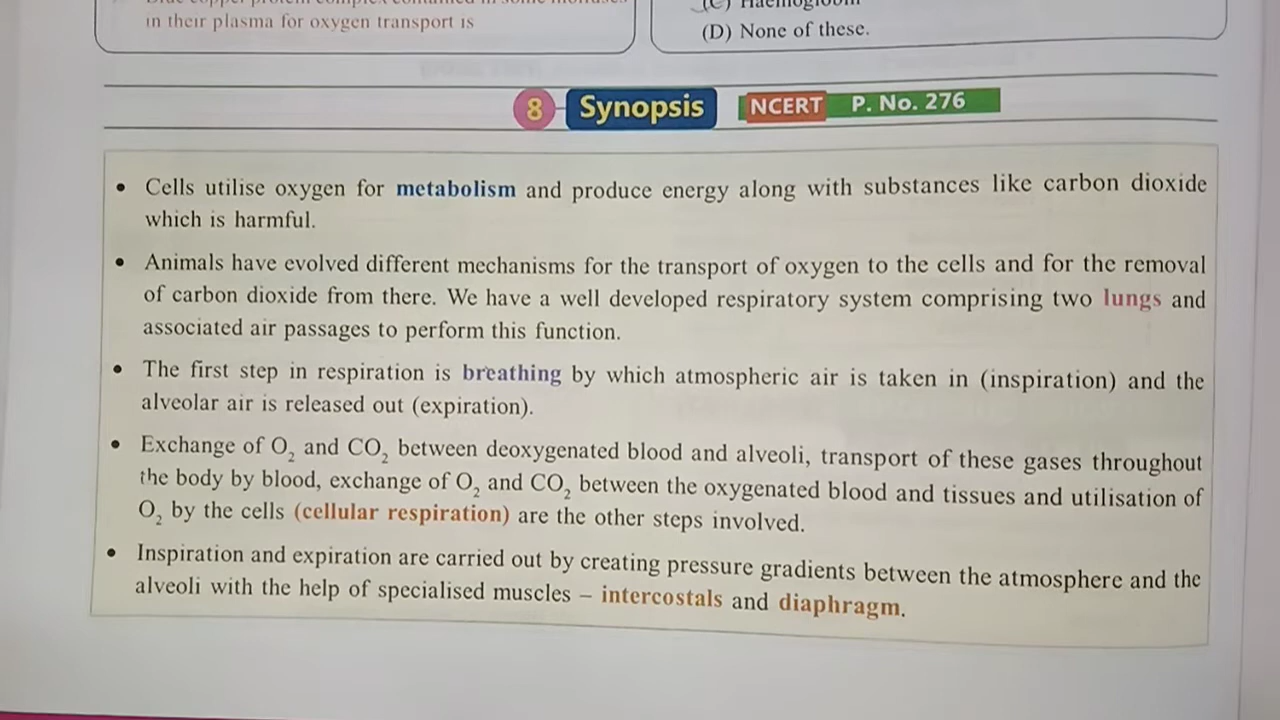 in their plasma for oxygen transport is
(C) Haemoglobin
(D) None of these.
8 Synopsis NCERT P. No. 276
• Cells utilise oxygen for metabolism and produce energy along with substances like carbon dioxide
which is harmful.
• Animals have evolved different mechanisms for the transport of oxygen to the cells and for the removal
of carbon dioxide from there. We have a well developed respiratory system comprising two lungs and
associated air passages to perform this function.
• The first step in respiration is breathing by which atmospheric air is taken in (inspiration) and the
alveolar air is released out (expiration).
• Exchange of O₂ and CO₂ between deoxygenated blood and alveoli, transport of these gases throughout
the body by blood, exchange of O₂ and CO₂ between the oxygenated blood and tissues and utilisation of
O₂ by the cells (cellular respiration) are the other steps involved.
• Inspiration and expiration are carried out by creating pressure gradients between the atmosphere and the
alveoli with the help of specialised muscles – intercostals and diaphragm.